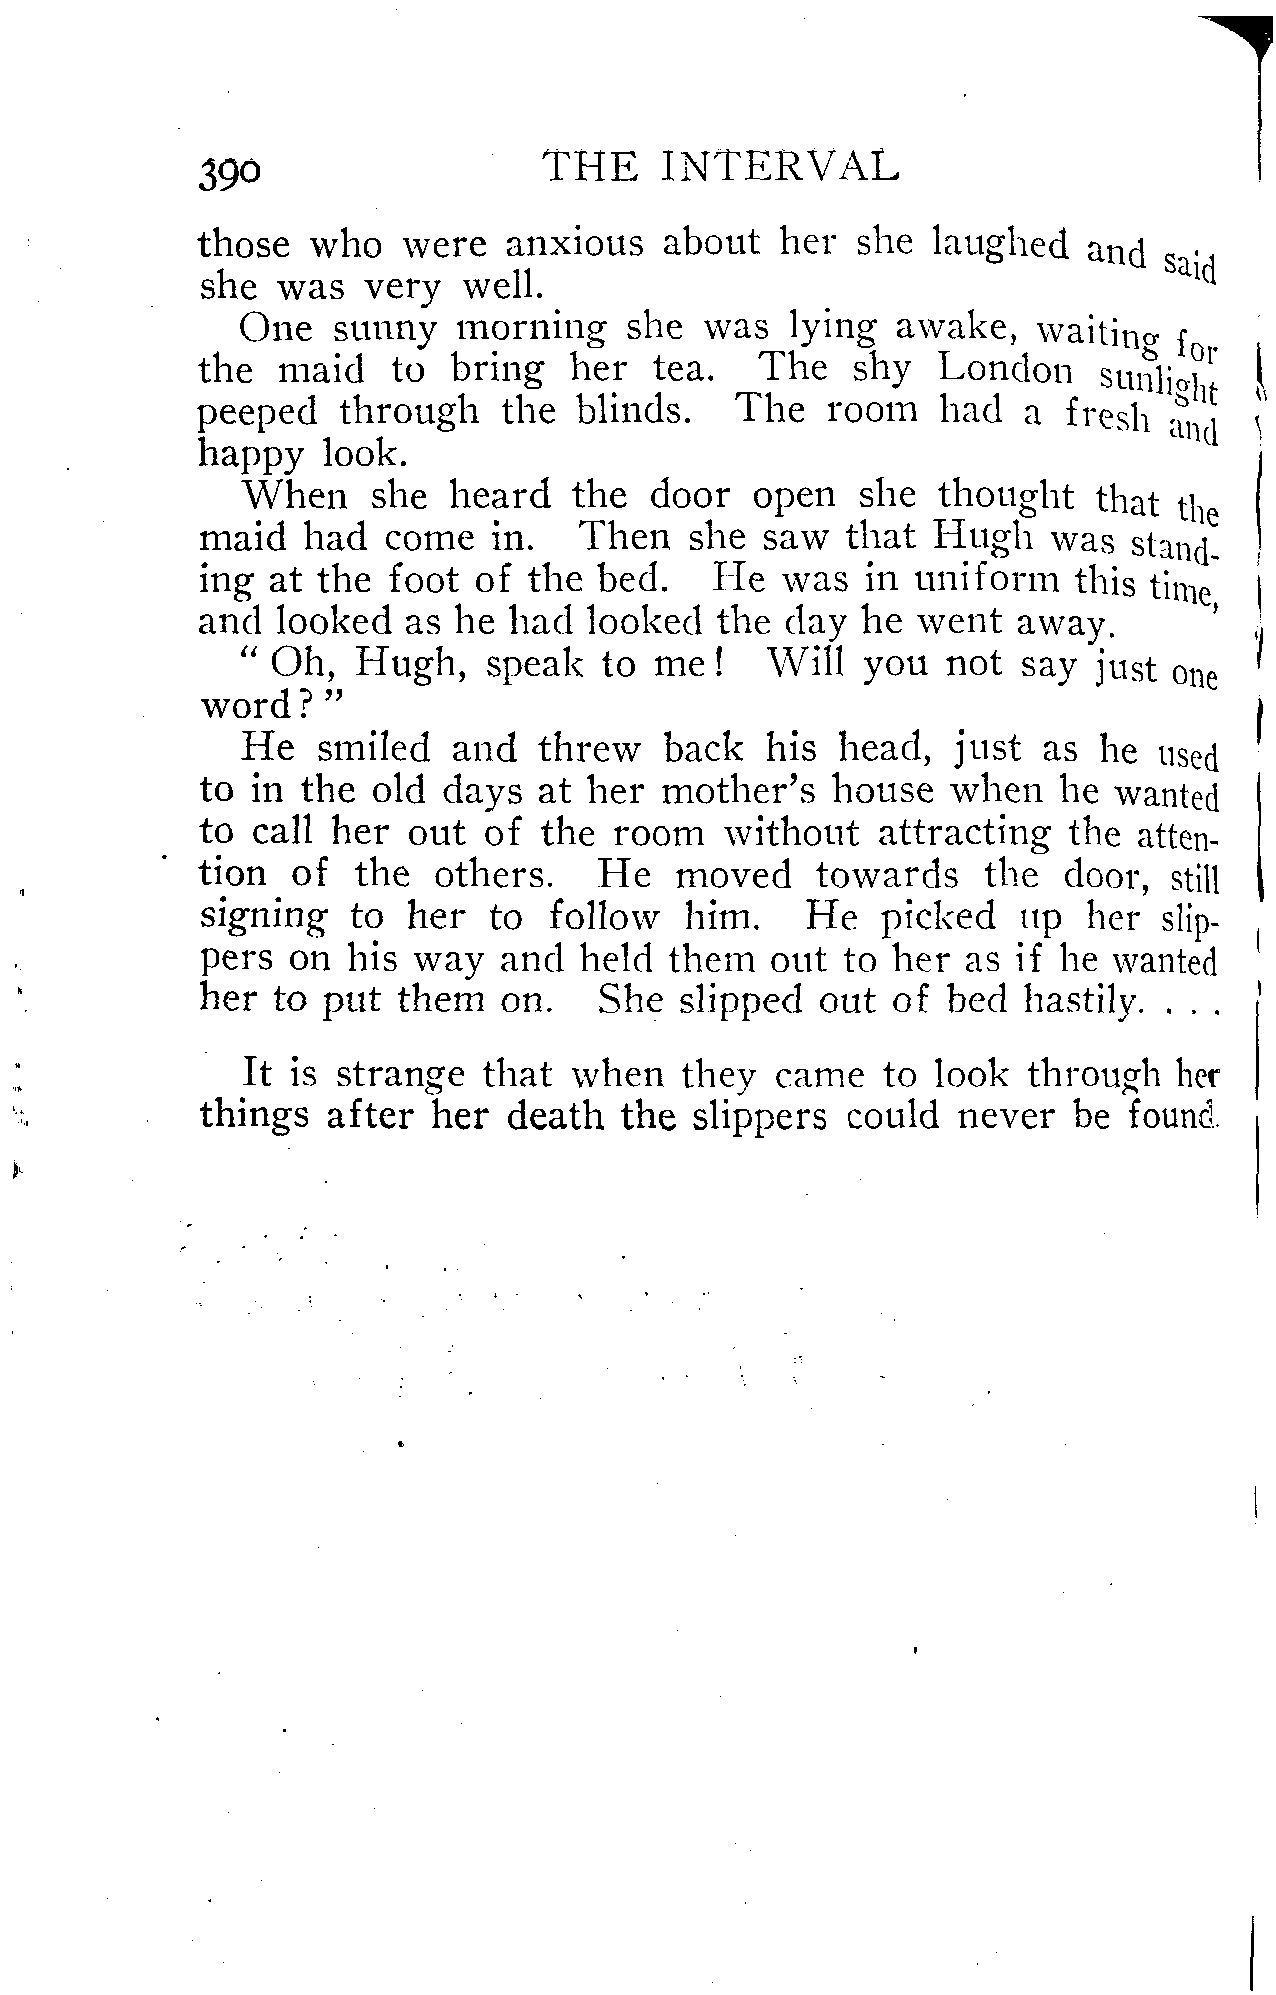 390 THE INTERVAL
those who were anxious about her she laughed and said
she was very well.
One sunny morning she was lying awake, waiting for
the maid to bring her tea. The shy London sunlight
peeped through the blinds. The room had a fresh and
happy look.
When she heard the door open she thought that the
maid had come in. Then she saw that Hugh was stand-
ing at the foot of the bed. He was in uniform this time,
and looked as he had looked the day he went away.
“ Oh, Hugh, speak to me! Will you not say just one
word? ”
He smiled and threw back his head, just as he used
to in the old days at her mother’s house when he wanted
to call her out of the room without attracting the atten-
tion of the others. He moved towards the door, still
signing to her to follow him. He picked up her slip-
pers on his way and held them out to her as if he wanted
her to put them on. She slipped out of bed hastily. . . .
It is strange that when they came to look through her
things after her death the slippers could never be found.